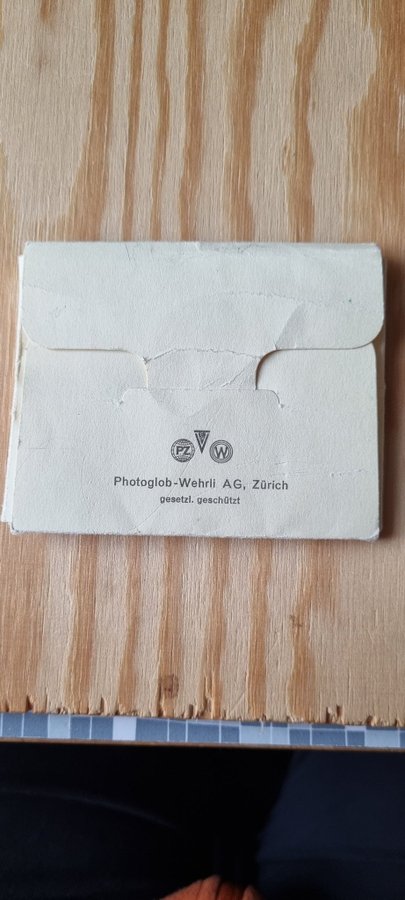 PZ W
Photoglob-Wehrli AG, Zürich
gesetzl. geschützt